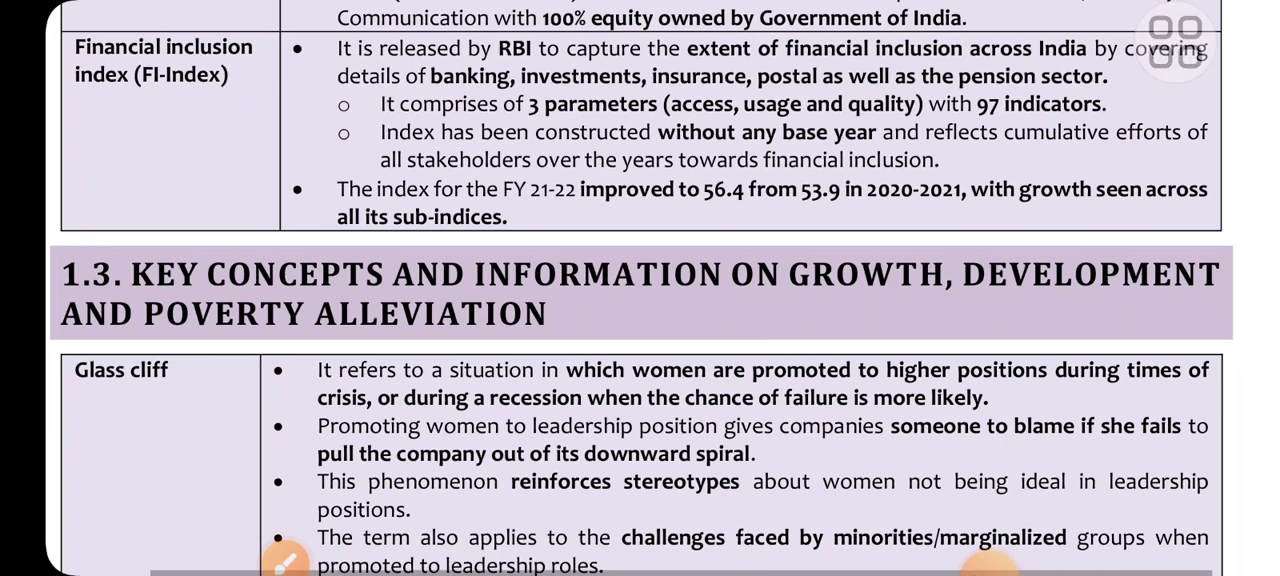 Communication with 100% equity owned by Government of India.
Financial inclusion
index (FI-Index)
• It is released by RBI to capture the extent of financial inclusion across India by covering
details of banking, investments, insurance, postal as well as the pension sector.
o It comprises of 3 parameters (access, usage and quality) with 97 indicators.
o Index has been constructed without any base year and reflects cumulative efforts of
all stakeholders over the years towards financial inclusion.
• The index for the FY 21-22 improved to 56.4 from 53.9 in 2020-2021, with growth seen across
all its sub-indices.
1.3. KEY CONCEPTS AND INFORMATION ON GROWTH, DEVELOPMENT
AND POVERTY ALLEVIATION
Glass cliff
• It refers to a situation in which women are promoted to higher positions during times of
crisis, or during a recession when the chance of failure is more likely.
• Promoting women to leadership position gives companies someone to blame if she fails to
pull the company out of its downward spiral.
• This phenomenon reinforces stereotypes about women not being ideal in leadership
positions.
• The term also applies to the challenges faced by minorities/marginalized groups when
promoted to leadership roles.